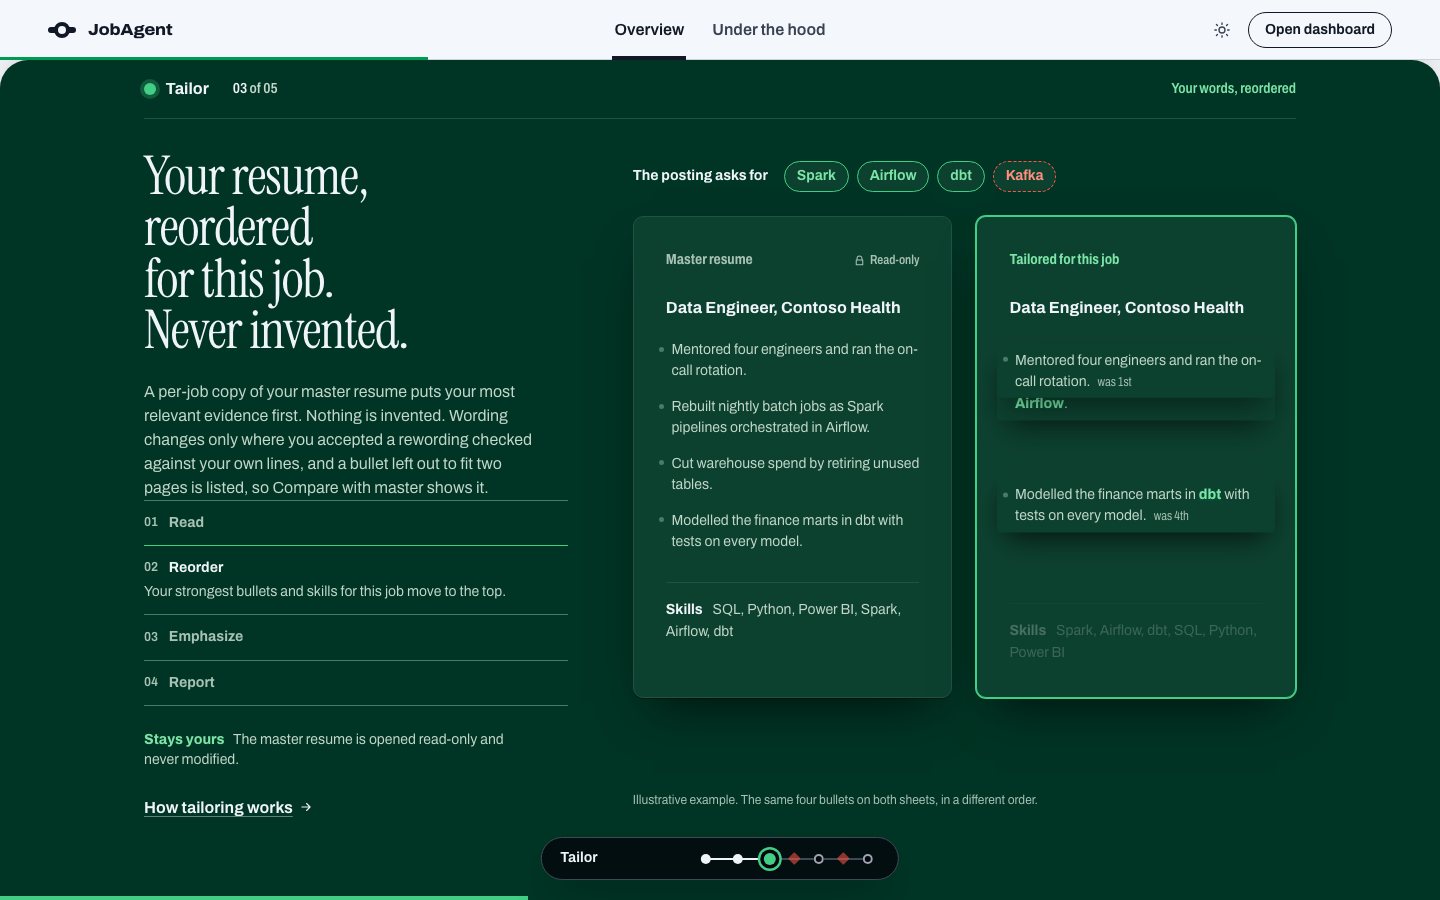 JobAgent
Overview
Under the hood
Open dashboard
Tailor
03 of 05
Your words, reordered
Your resume,
reordered
for this job.
Never invented.
A per-job copy of your master resume puts your most
relevant evidence first. Nothing is invented. Wording
changes only where you accepted a rewording checked
against your own lines, and a bullet left out to fit two
pages is listed, so Compare with master shows it.
01 Read
02 Reorder
Your strongest bullets and skills for this job move to the top.
03 Emphasize
04 Report
Stays yours The master resume is opened read-only and
never modified.
How tailoring works →
The posting asks for
Spark
Airflow
dbt
Kafka
Master resume
Read-only
Data Engineer, Contoso Health
Mentored four engineers and ran the on-
call rotation.
Rebuilt nightly batch jobs as Spark
pipelines orchestrated in Airflow.
Cut warehouse spend by retiring unused
tables.
Modelled the finance marts in dbt with
tests on every model.
Skills SQL, Python, Power BI, Spark,
Airflow, dbt
Tailored for this job
Data Engineer, Contoso Health
Mentored four engineers and ran the on-
call rotation. was 1st
Airflow.
Modelled the finance marts in dbt with
tests on every model. was 4th
Skills Spark, Airflow, dbt, SQL, Python,
Power BI
Illustrative example. The same four bullets on both sheets, in a different order.
Tailor